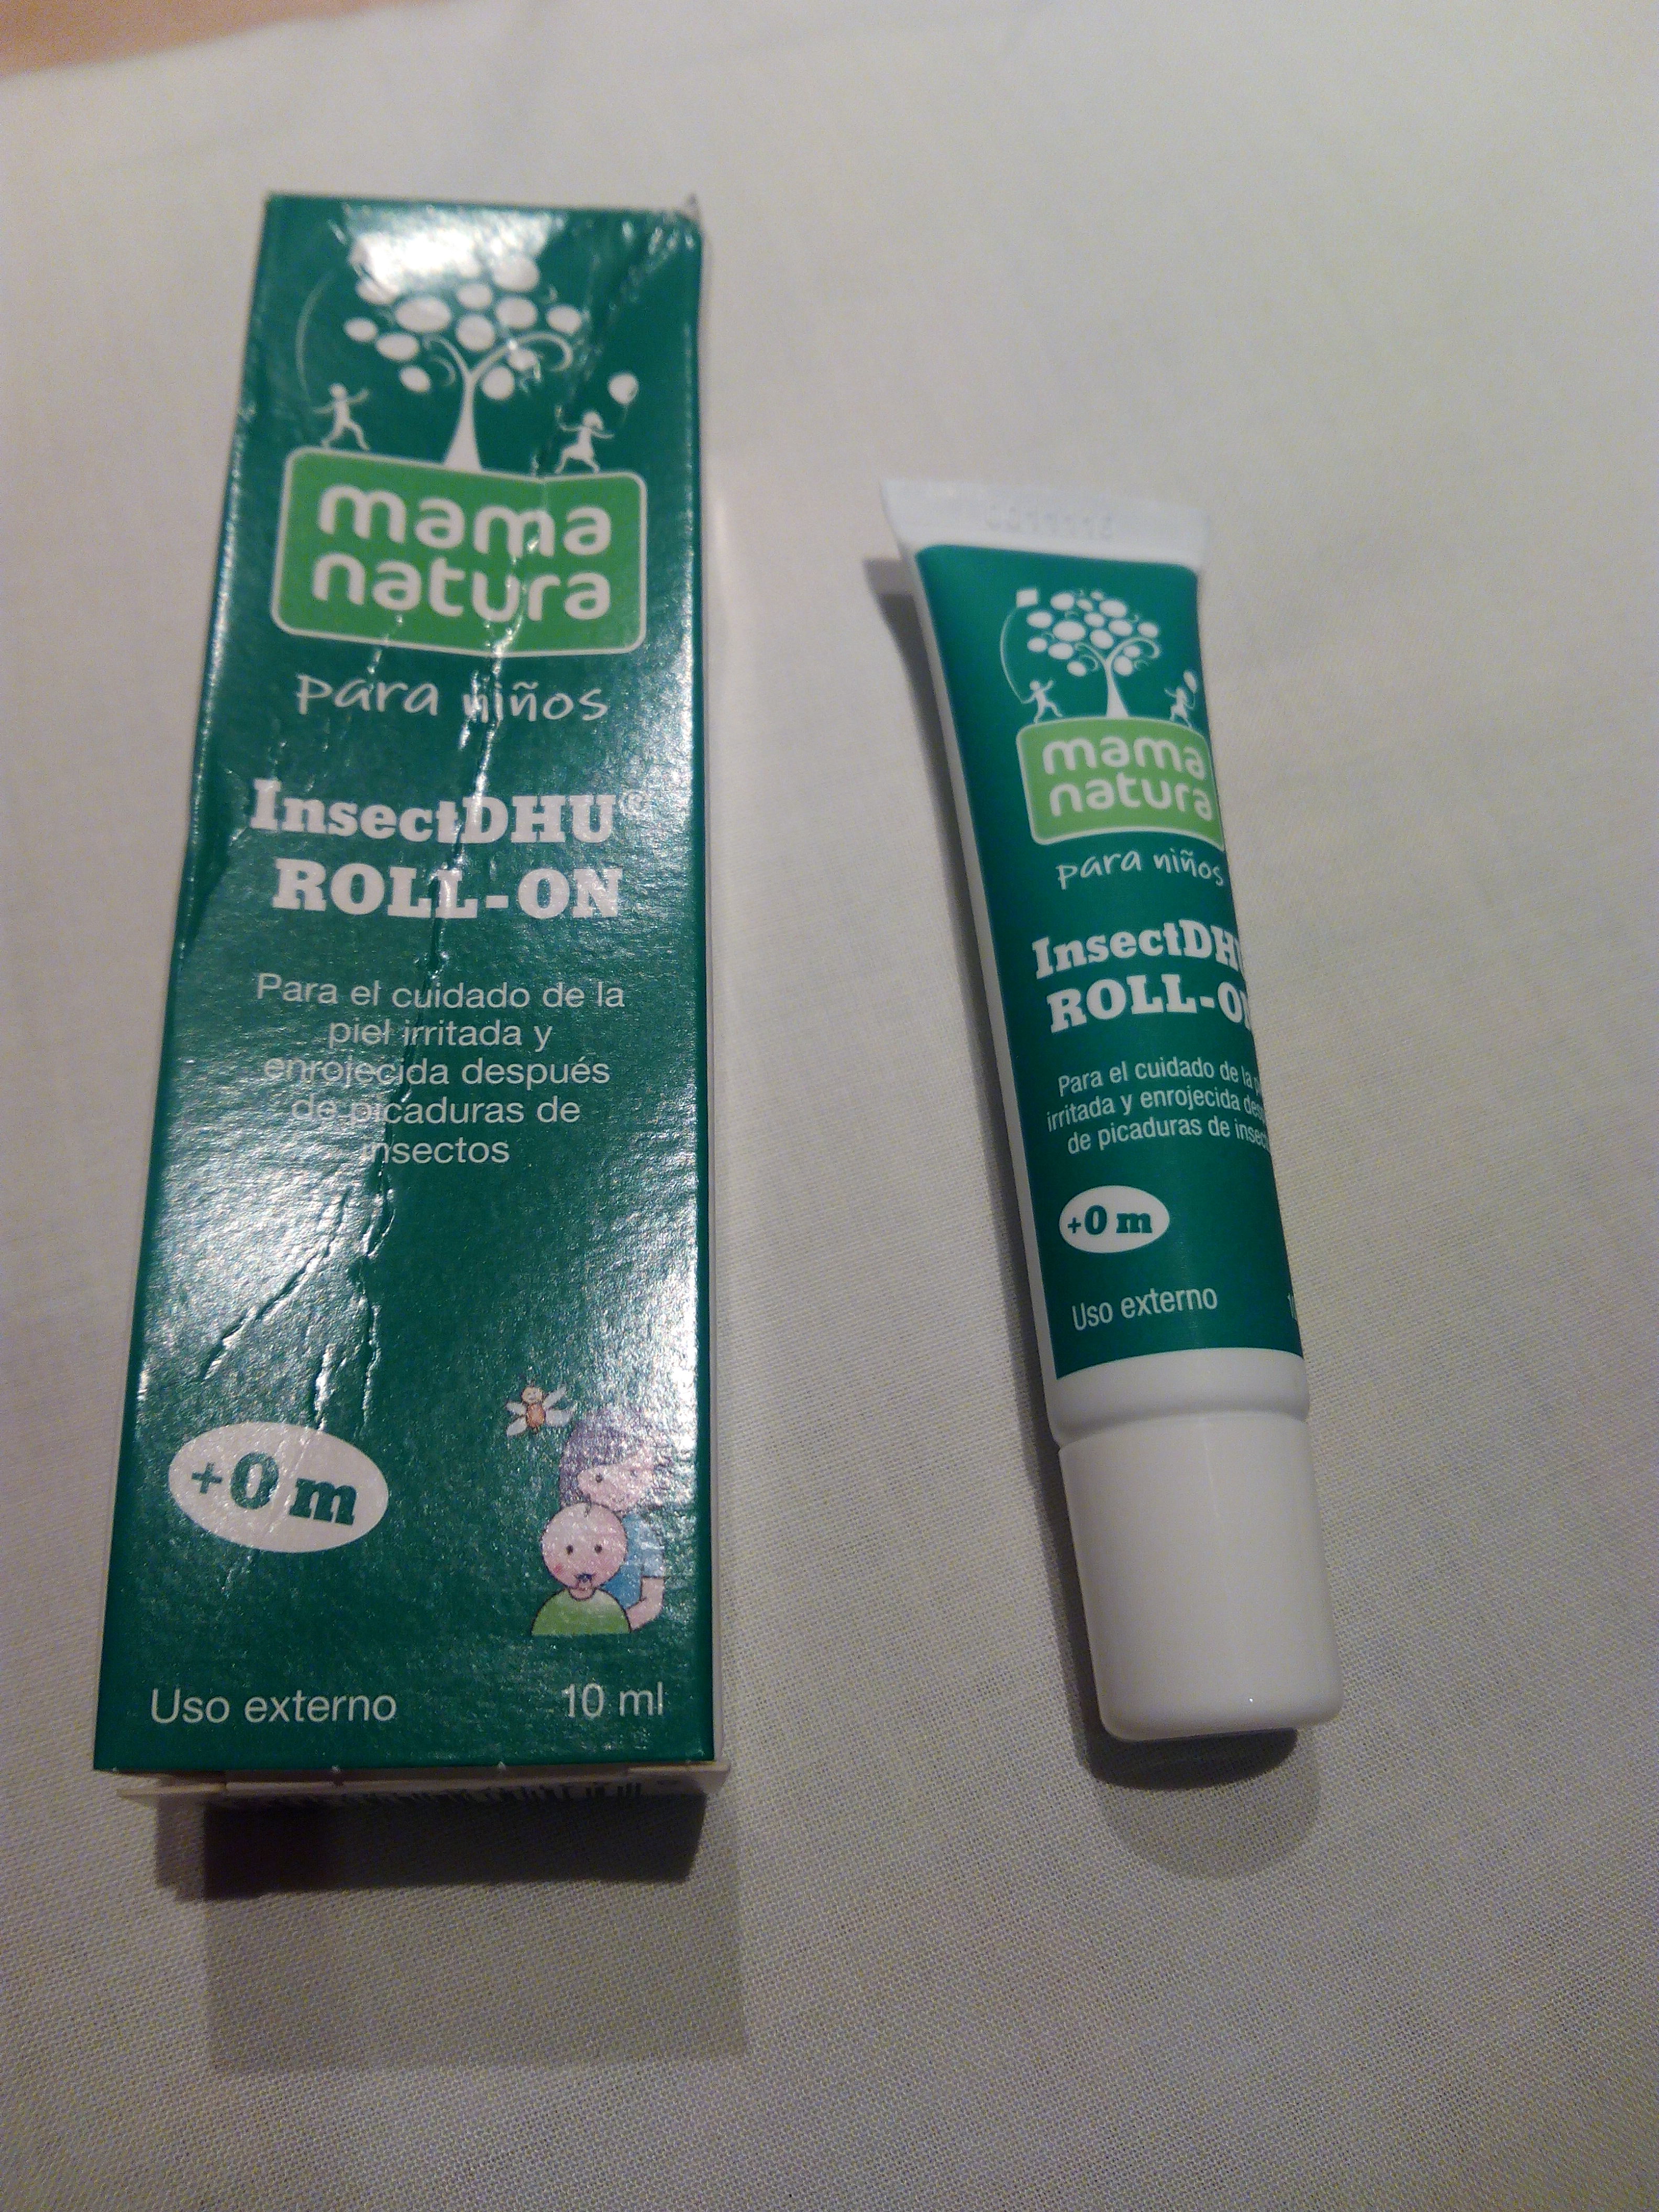 mama
natura
para niños
InsectDHU®
ROLL-ON
Para el cuidado de la
piel irritada y
enrojecida después
de picaduras de
insectos
+0 m
Uso externo 10 ml
mama
natura
para niños
InsectDHU
ROLL-ON
Para el cuidado de la
irritada y enrojecida
de picaduras de
+0 m
Uso externo